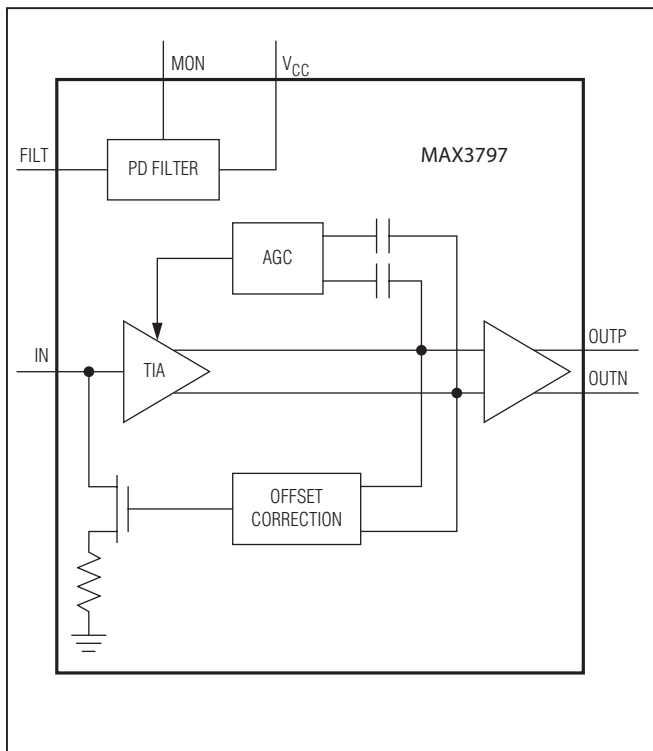 MON
V_CC
FILT
PD FILTER
MAX3797
AGC
IN
TIA
OUTP
OUTN
OFFSET
CORRECTION